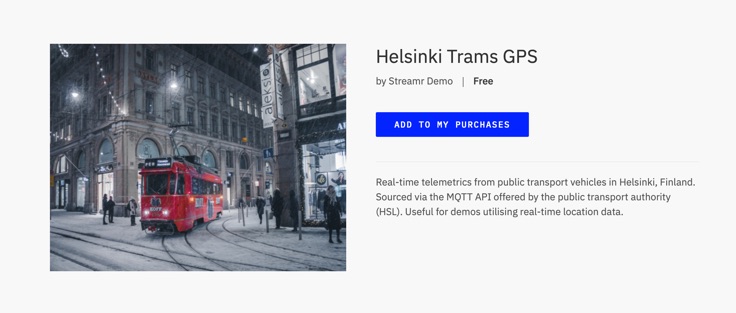 Helsinki Trams GPS
by Streamr Demo | Free
ADD TO MY PURCHASES
Real-time telemetrics from public transport vehicles in Helsinki, Finland.
Sourced via the MQTT API offered by the public transport authority
(HSL). Useful for demos utilising real-time location data.
aleksi